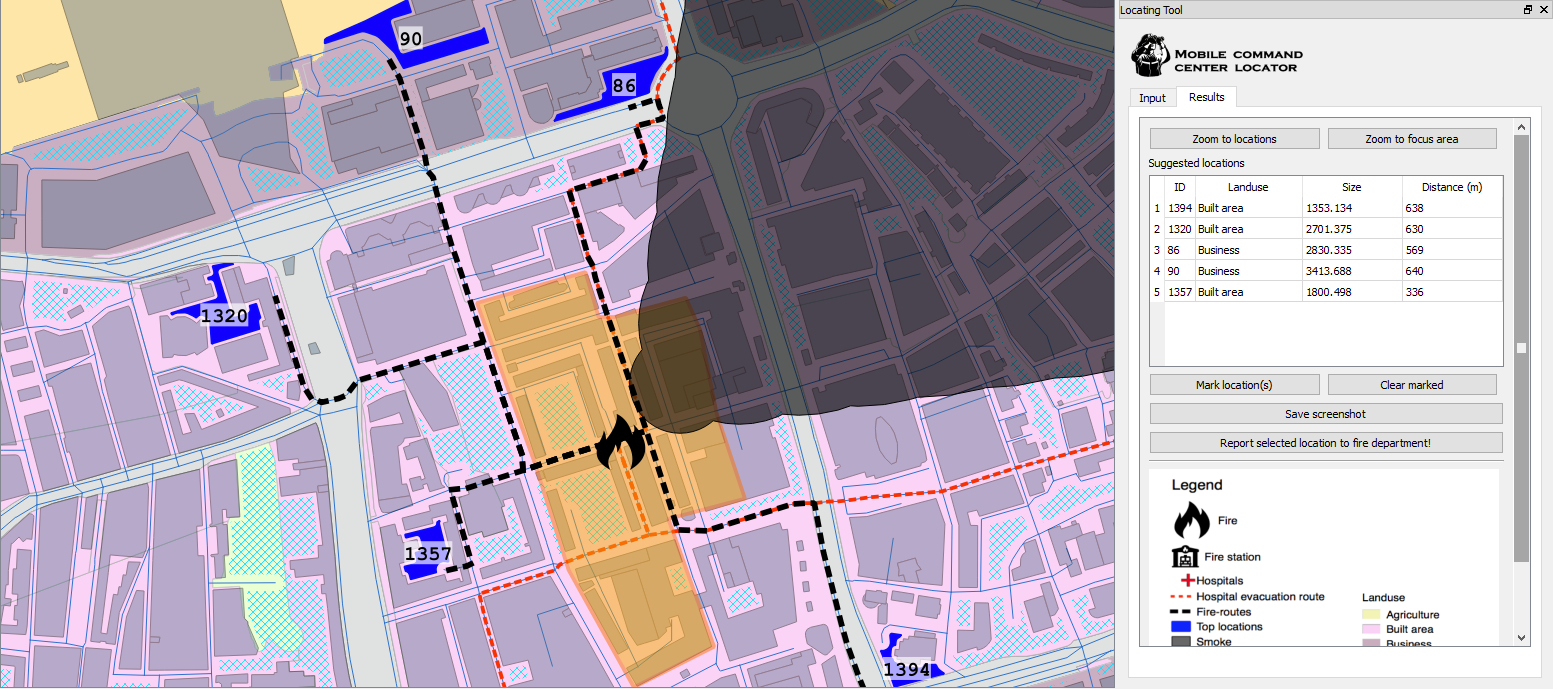 90
86
1320
1357
1394
Locating Tool
MOBILE COMMAND
CENTER LOCATOR
Input Results
Zoom to locations Zoom to focus area
Suggested locations
ID Landuse Size Distance (m)
1 1394 Built area 1353.134 638
2 1320 Built area 2701.375 630
3 86 Business 2830.335 569
4 90 Business 3413.688 640
5 1357 Built area 1800.498 336
Mark location(s) Clear marked
Save screenshot
Report selected location to fire department!
Legend
Fire
Fire station
Hospitals
Hospital evacuation route Landuse
Fire-routes Agriculture
Top locations Built area
Smoke Business